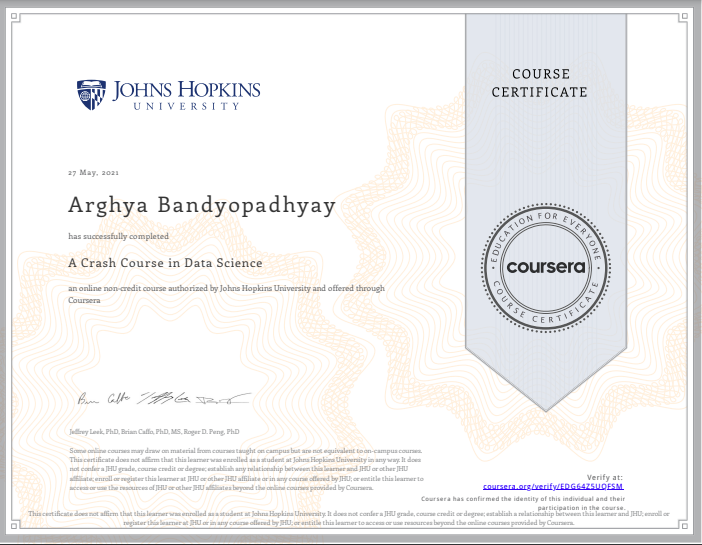 JOHNS HOPKINS
UNIVERSITY
COURSE
CERTIFICATE
27 May, 2021
Arghya Bandyopadhyay
has successfully completed
A Crash Course in Data Science
an online non-credit course authorized by Johns Hopkins University and offered through
Coursera
EDUCATION FOR EVERYONE
coursera
COURSE CERTIFICATE
Jeffrey Leek, PhD, Brian Caffo, PhD, MS, Roger D. Peng, PhD
Some online courses may draw on material from courses taught on campus but are not equivalent to on-campus courses.
This certificate does not affirm that this learner was enrolled as a student at Johns Hopkins University in any way. It does
not confer a JHU grade, course credit or degree; establish any relationship between this learner and JHU or other JHU
affiliate; enroll or register this learner at JHU or other JHU affiliate or in any course offered by JHU; or entitle this learner to
access or use the resources of JHU or other JHU affiliates beyond the online courses provided by Coursera.
Verify at:
coursera.org/verify/EDG64Z5UQFSM
Coursera has confirmed the identity of this individual and their
participation in the course.
This certificate does not affirm that this learner was enrolled as a student at Johns Hopkins University. It does not confer a JHU grade, course credit or degree; establish a relationship between this learner and JHU; enroll or
register this learner at JHU or in any course offered by JHU; or entitle this learner to access or use resources beyond the online courses provided by Coursera.